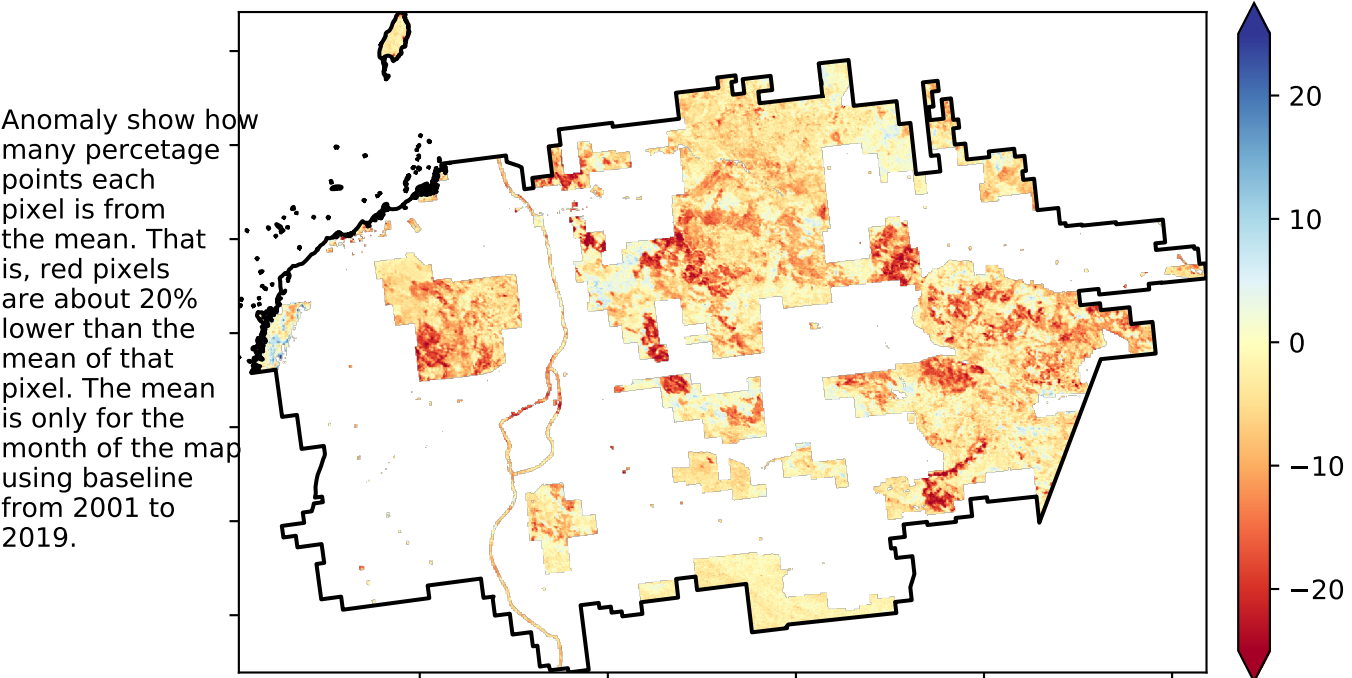 Anomaly show how
many percetage
points each
pixel is from
the mean. That
is, red pixels
are about 20%
lower than the
mean of that
pixel. The mean
is only for the
month of the map
using baseline
from 2001 to
2019.
20
10
0
−10
−20